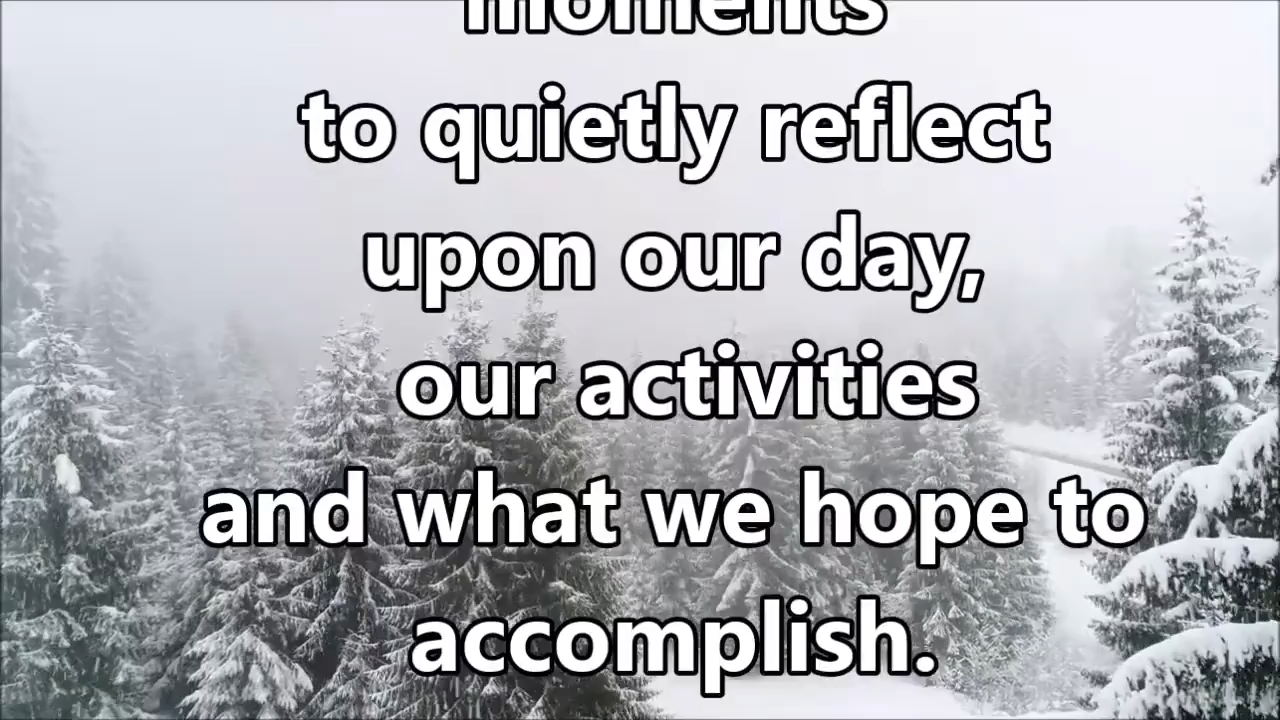 moments
to quietly reflect
upon our day,
our activities
and what we hope to
accomplish.